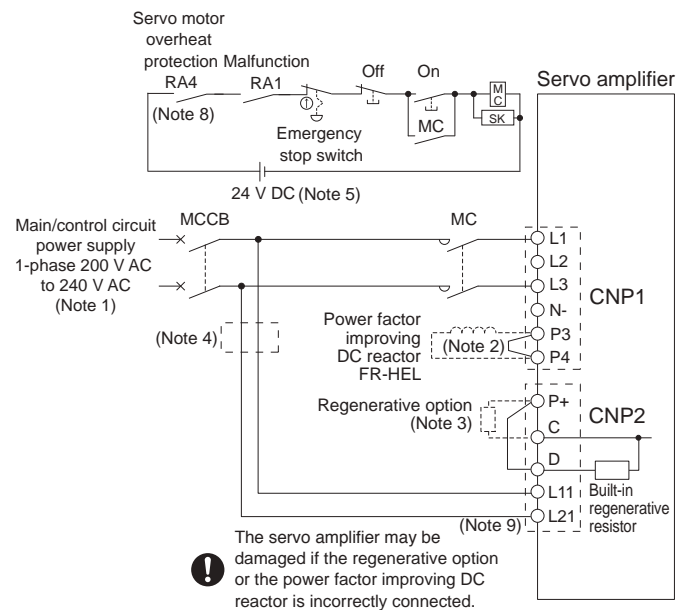 Servo motor
overheat
protection Malfunction
RA4
RA1
Off
On
Servo amplifier
M
C
SK
(Note 8)
MC
Emergency
stop switch
24 V DC (Note 5)
Main/control circuit
power supply
1-phase 200 V AC
to 240 V AC
(Note 1)
MCCB
MC
L1
L2
L3
N-
CNP1
(Note 4)
Power factor
improving
DC reactor
FR-HEL
(Note 2)
P3
P4
Regenerative option
(Note 3)
P+
C
D
CNP2
L11
L21
Built-in
regenerative
resistor
(Note 9)
The servo amplifier may be
damaged if the regenerative option
or the power factor improving DC
reactor is incorrectly connected.